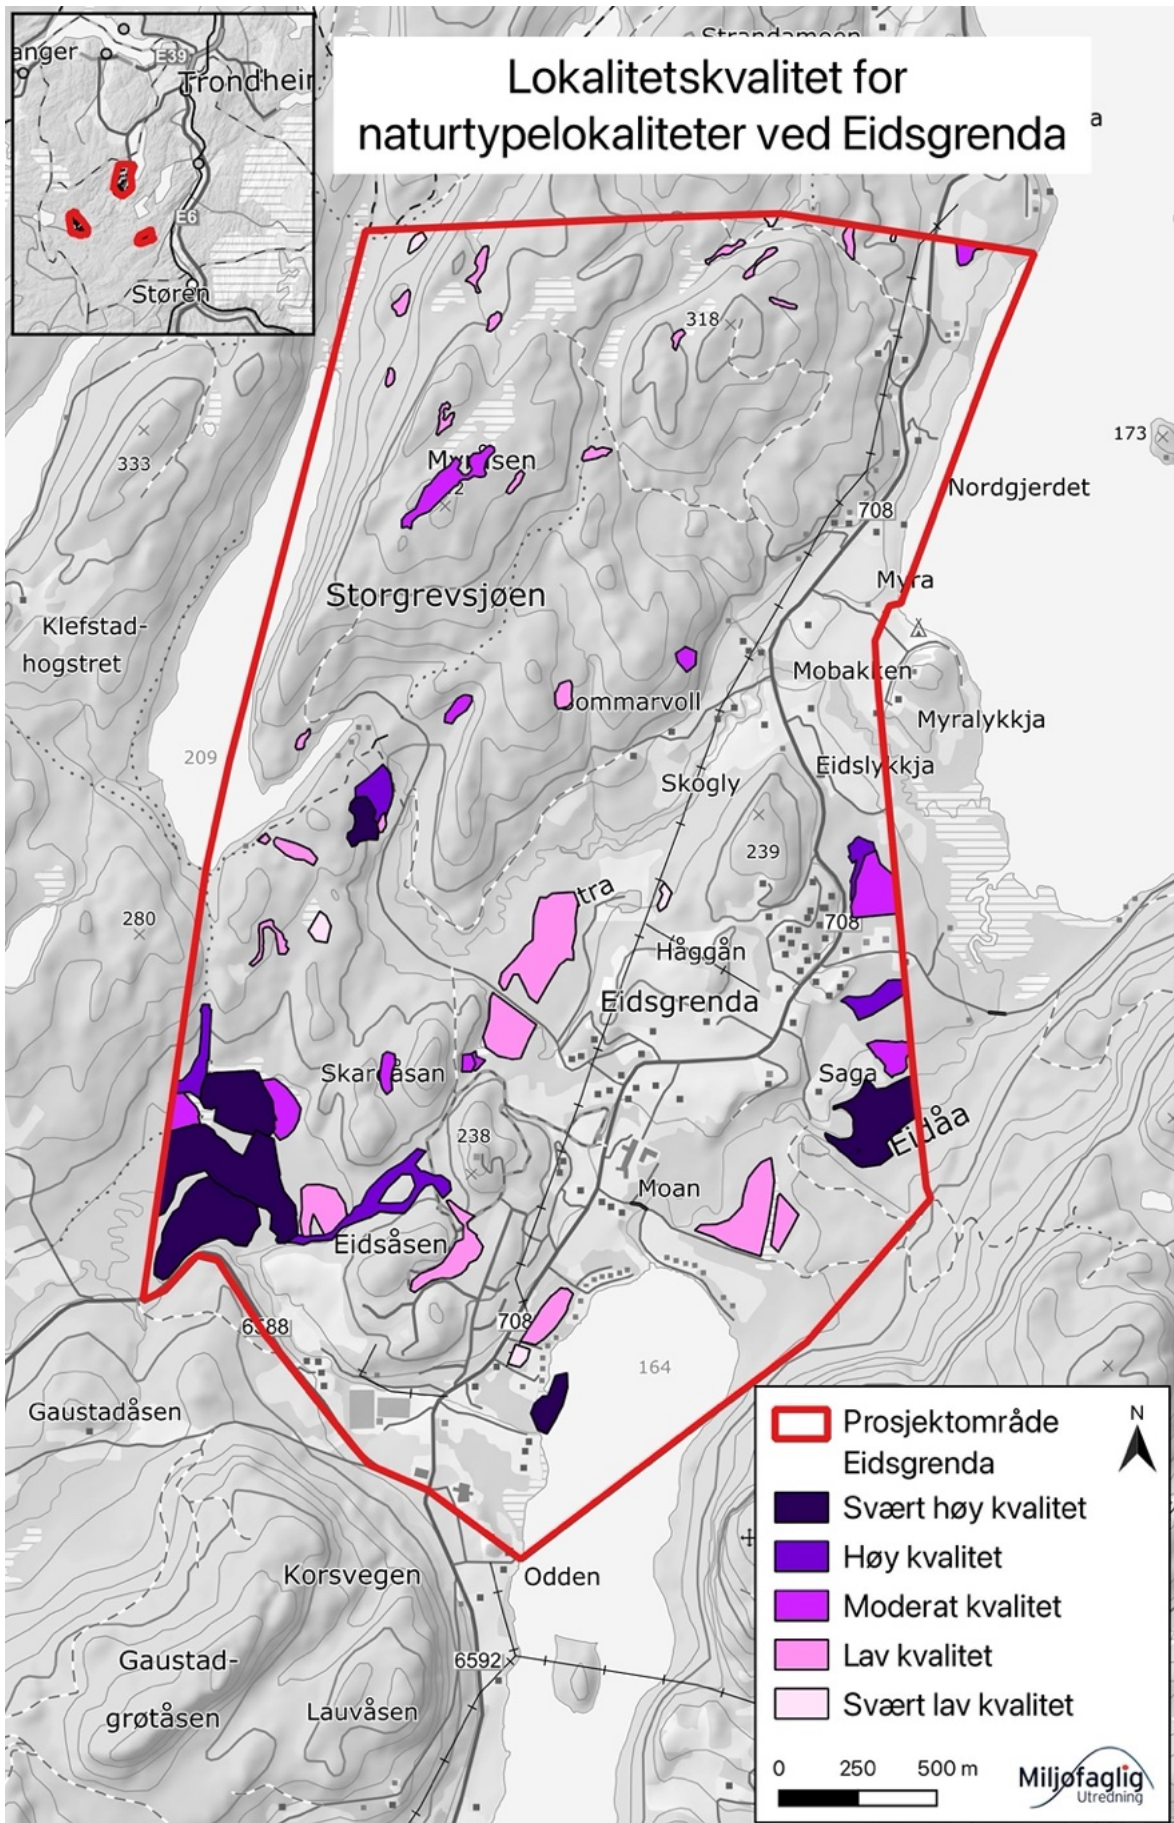 anger
E39
Trondheim
E6
Støren
Lokalitetskvalitet for
naturtypelokaliteter ved Eidsgrenda
a
318
173
333
Nordgjerdet
708
Storgrevsjøen
Myra
Klefstad-
hogstret
Mobakken
Myralykkja
209
Skogly
Eidslykkja
239
280
tra
708
Håggån
Eidsgrenda
Saga
238
Eidåa
Moan
Eidsåsen
708
6588
164
Gaustadåsen
Korsvegen
Odden
Gaustad-
grøtåsen
Lauvåsen
6592
N
Prosjektområde
Eidsgrenda
Svært høy kvalitet
Høy kvalitet
Moderat kvalitet
Lav kvalitet
Svært lav kvalitet
0 250 500 m
Miljøfaglig
Utredning